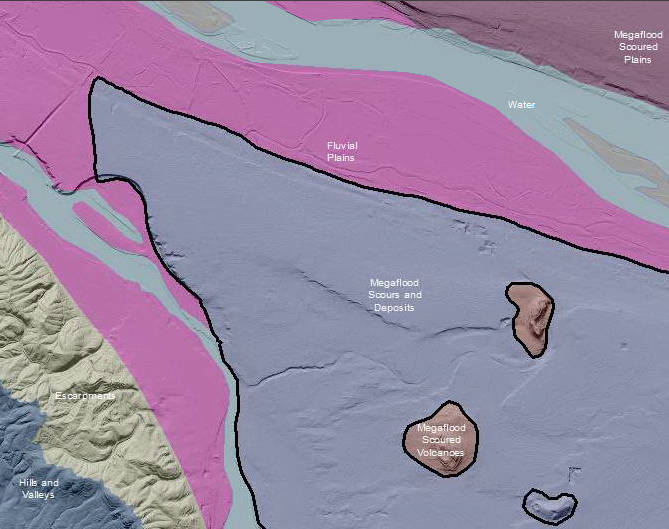 Megaflood
Scoured
Plains
Water
Fluvial
Plains
Megaflood
Scours and
Deposits
Escarpments
Megaflood
Scoured
Volcanoes
Hills and
Valleys